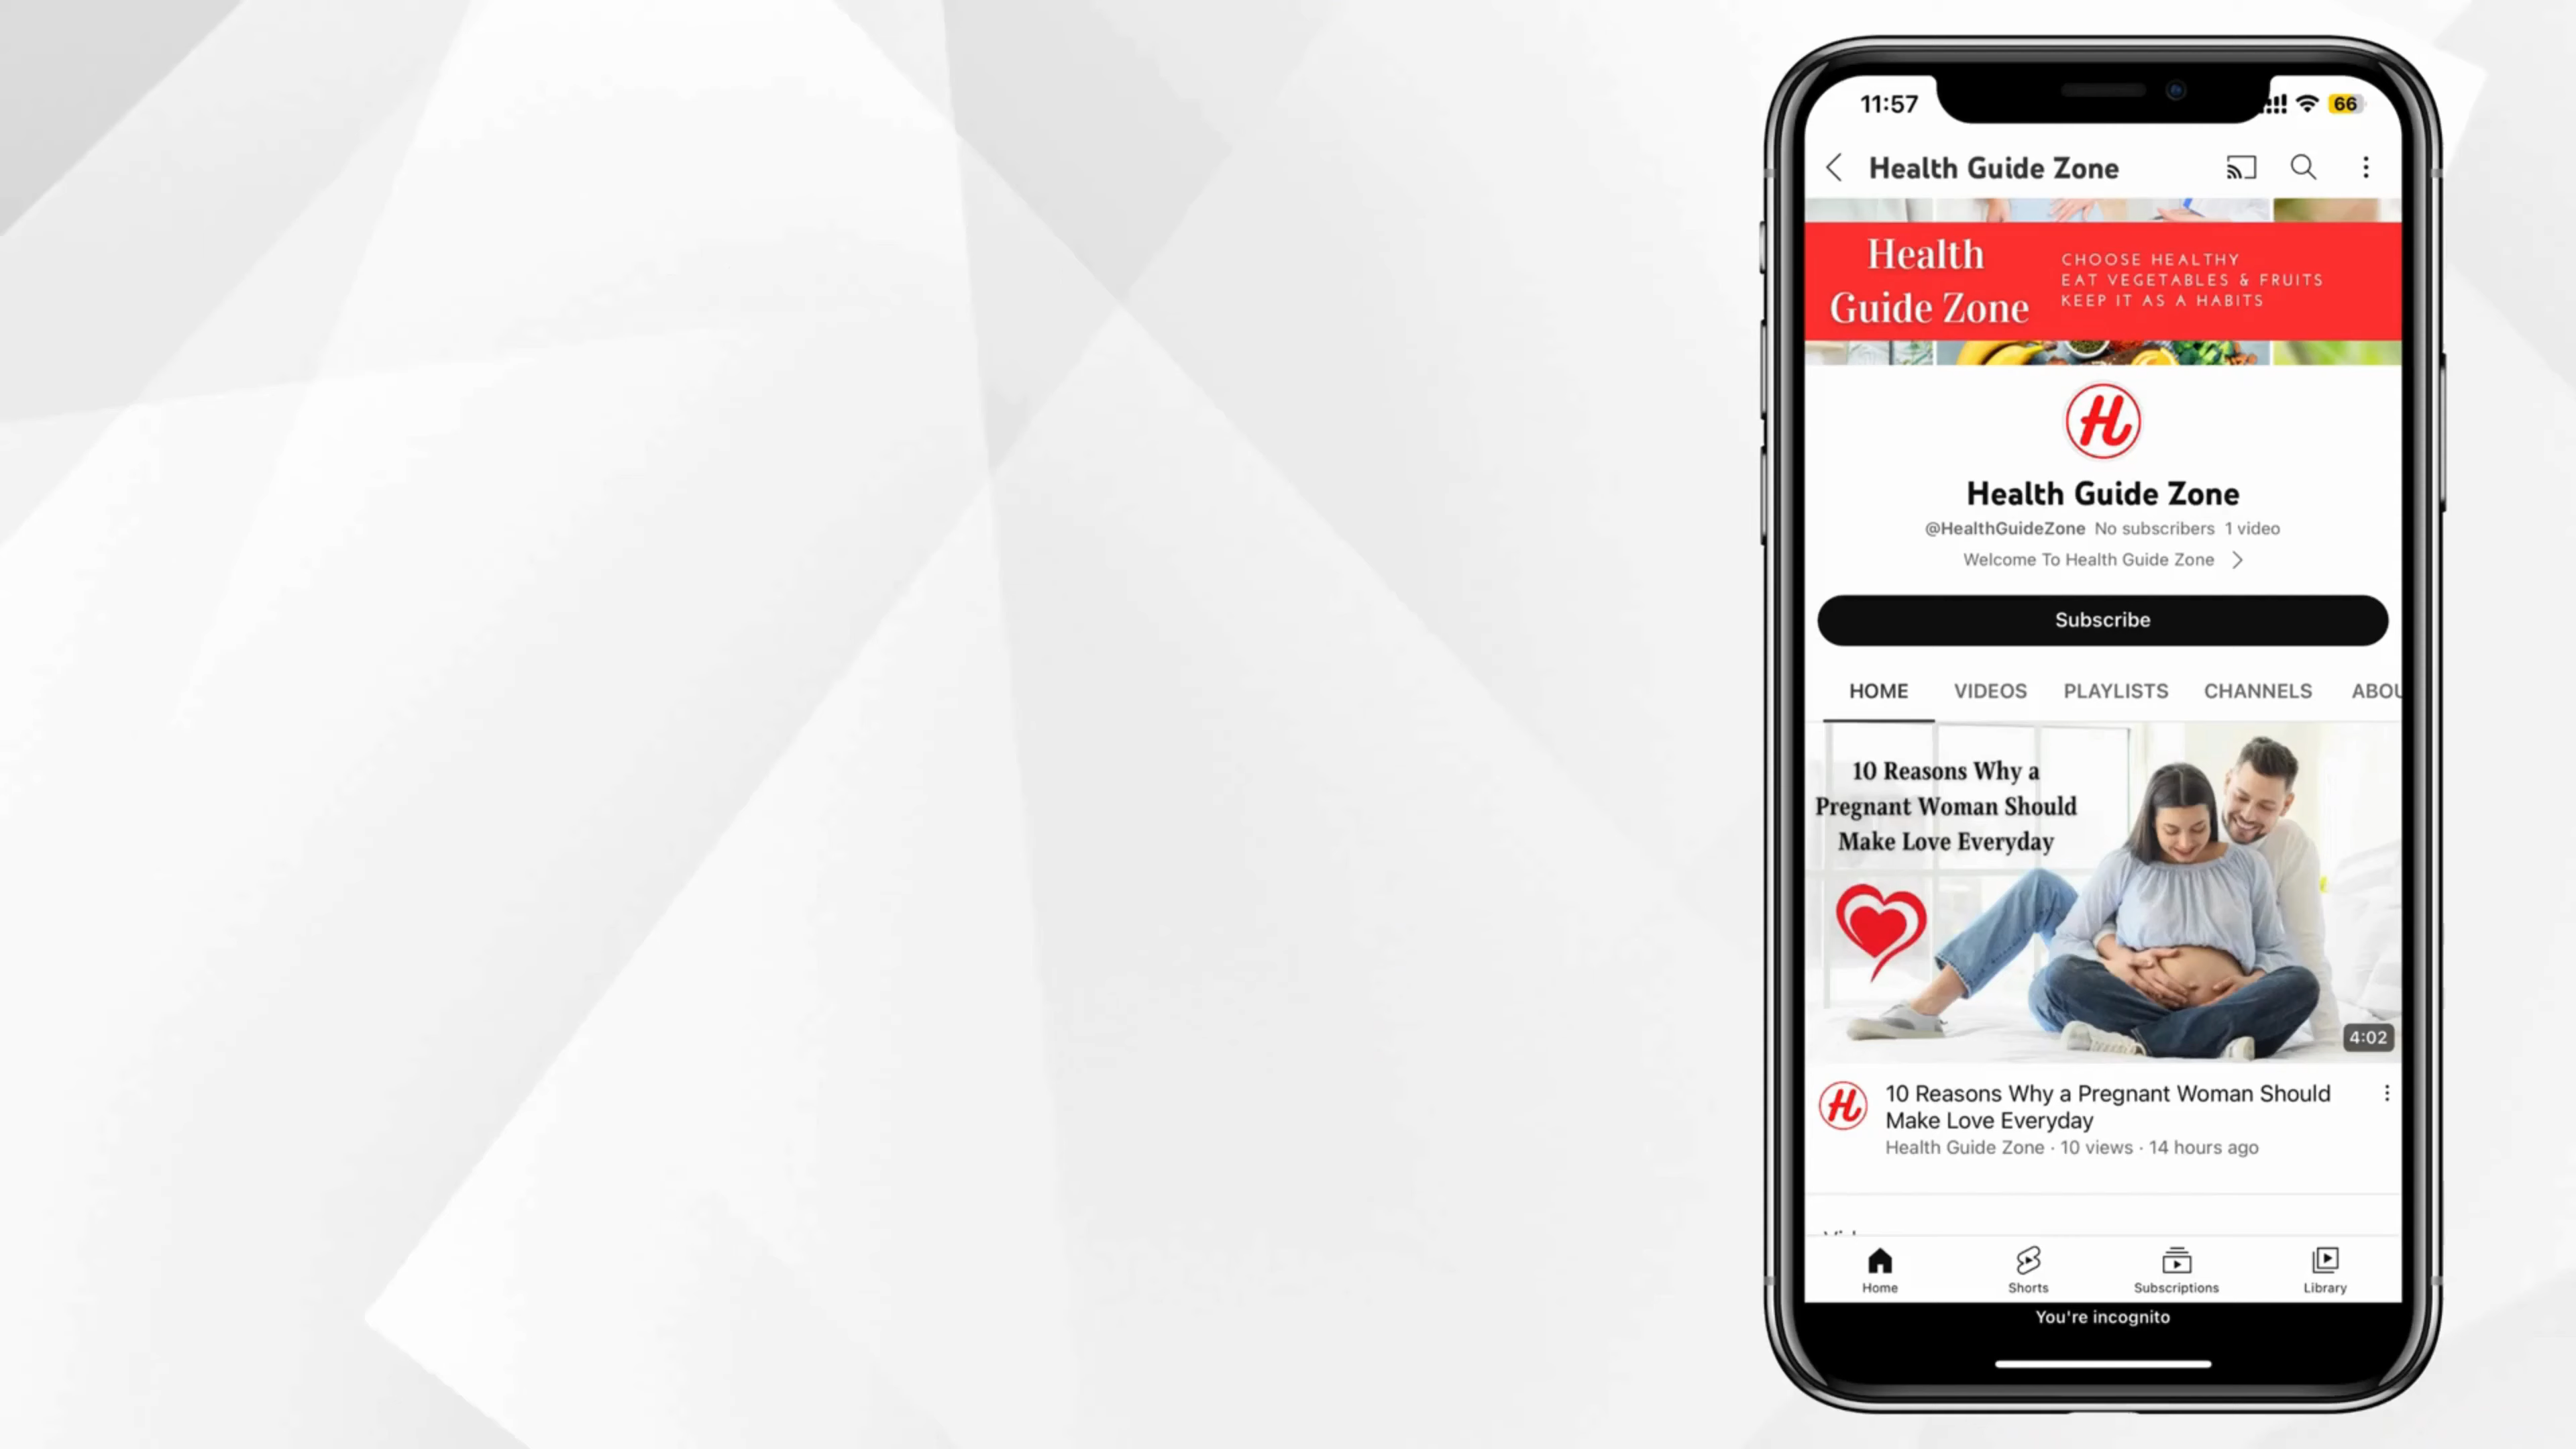 11:57
66
Health Guide Zone
Health
Guide Zone
CHOOSE HEALTHY
EAT VEGETABLES & FRUITS
KEEP IT AS A HABITS
H
Health Guide Zone
@HealthGuideZone No subscribers 1 video
Welcome To Health Guide Zone
Subscribe
HOME VIDEOS PLAYLISTS CHANNELS ABOU
10 Reasons Why a
Pregnant Woman Should
Make Love Everyday
4:02
H
10 Reasons Why a Pregnant Woman Should
Make Love Everyday
Health Guide Zone · 10 views · 14 hours ago
Home Shorts Subscriptions Library
You're incognito